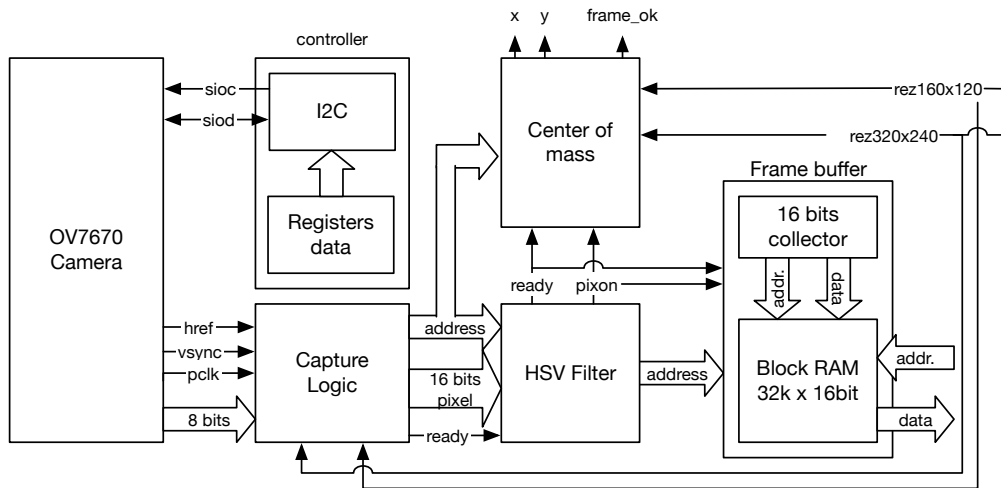 x
y
frame_ok
controller
sioc
siod
I2C
Registers
data
OV7670
Camera
Center of
mass
rez160x120
rez320x240
Frame buffer
16 bits
collector
addr.
data
ready
pixon
href
vsync
pclk
8 bits
Capture
Logic
address
16 bits
pixel
ready
HSV Filter
address
Block RAM
32k x 16bit
addr.
data